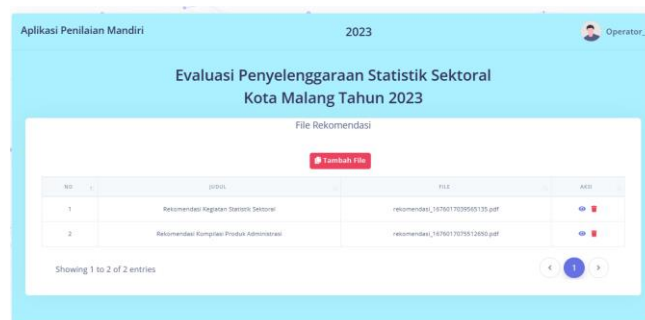 Aplikasi Penilaian Mandiri 2023 Operator_
Evaluasi Penyelenggaraan Statistik Sektoral
Kota Malang Tahun 2023
File Rekomendasi
Tambah File
NO JUDUL FILE AKSI
1 Rekomendasi Kegiatan Statistik Sektoral rekomendasi_1676017039565135.pdf
2 Rekomendasi Kompilasi Produk Administrasi rekomendasi_1676017075512650.pdf
Showing 1 to 2 of 2 entries 1